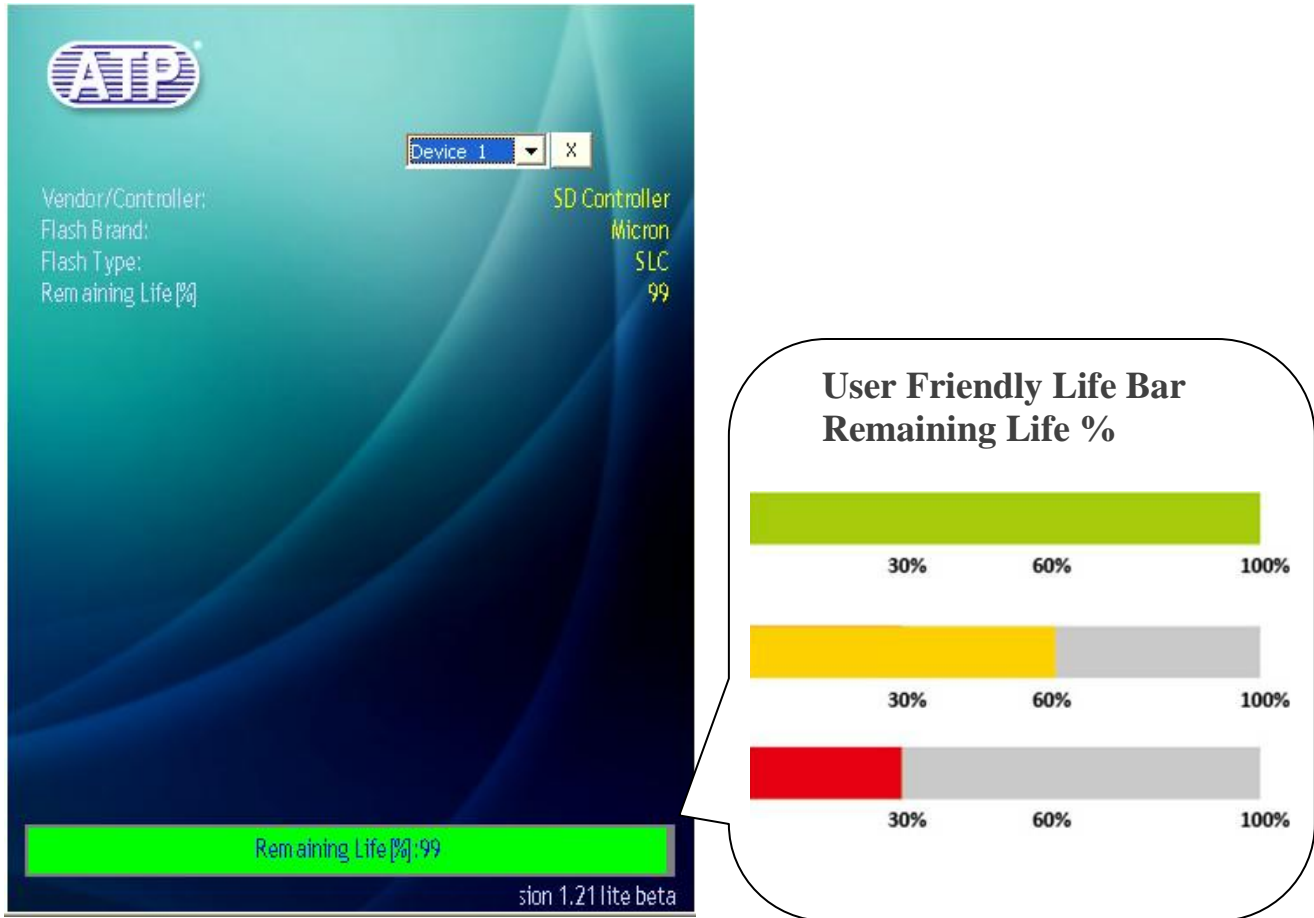 ATP
Device 1
X
Vendor/Controller: SD Controller
Flash Brand: Micron
Flash Type: SLC
Remaining Life [%] 99
Remaining Life [%]:99
sion 1.21 lite beta
User Friendly Life Bar
Remaining Life %
30% 60% 100%
30% 60% 100%
30% 60% 100%